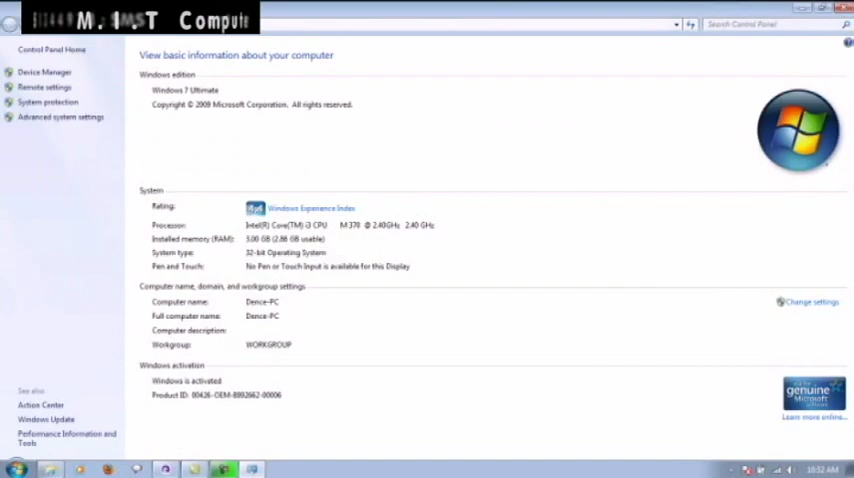 M. I .T Compute
Search Control Panel
Control Panel Home
Device Manager
Remote settings
System protection
Advanced system settings
View basic information about your computer
Windows edition
Windows 7 Ultimate
Copyright © 2009 Microsoft Corporation. All rights reserved.
System
Rating: Windows Experience Index
Processor: Intel(R) Core(TM) i3 CPU M 370 @ 2.40GHz 2.40 GHz
Installed memory (RAM): 3.00 GB (2.86 GB usable)
System type: 32-bit Operating System
Pen and Touch: No Pen or Touch Input is available for this Display
Computer name, domain, and workgroup settings
Computer name: Dence-PC
Change settings
Full computer name: Dence-PC
Computer description:
Workgroup: WORKGROUP
Windows activation
Windows is activated
Product ID: 00426-OEM-8992662-00006
genuine
Microsoft
software
Learn more online...
See also
Action Center
Windows Update
Performance Information and
Tools
10:52 AM